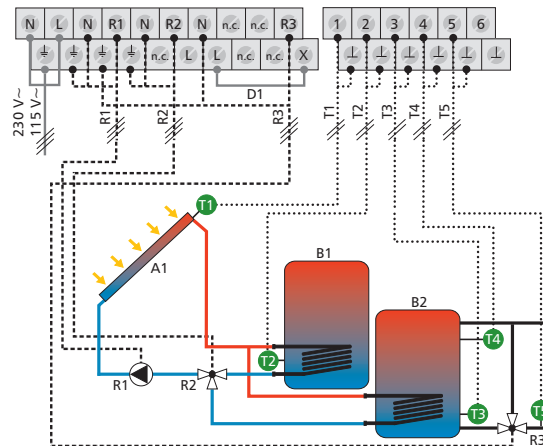 N L N R1 N R2 N n.c. n.c. R3
n.c. L L n.c. n.c. X
1 2 3 4 5 6
D1
230 V~
115 V~
R1
R2
R3
T1
T2
T3
T4
T5
T1
A1
B1
B2
T2
T4
T3
T5
R1
R2
R3